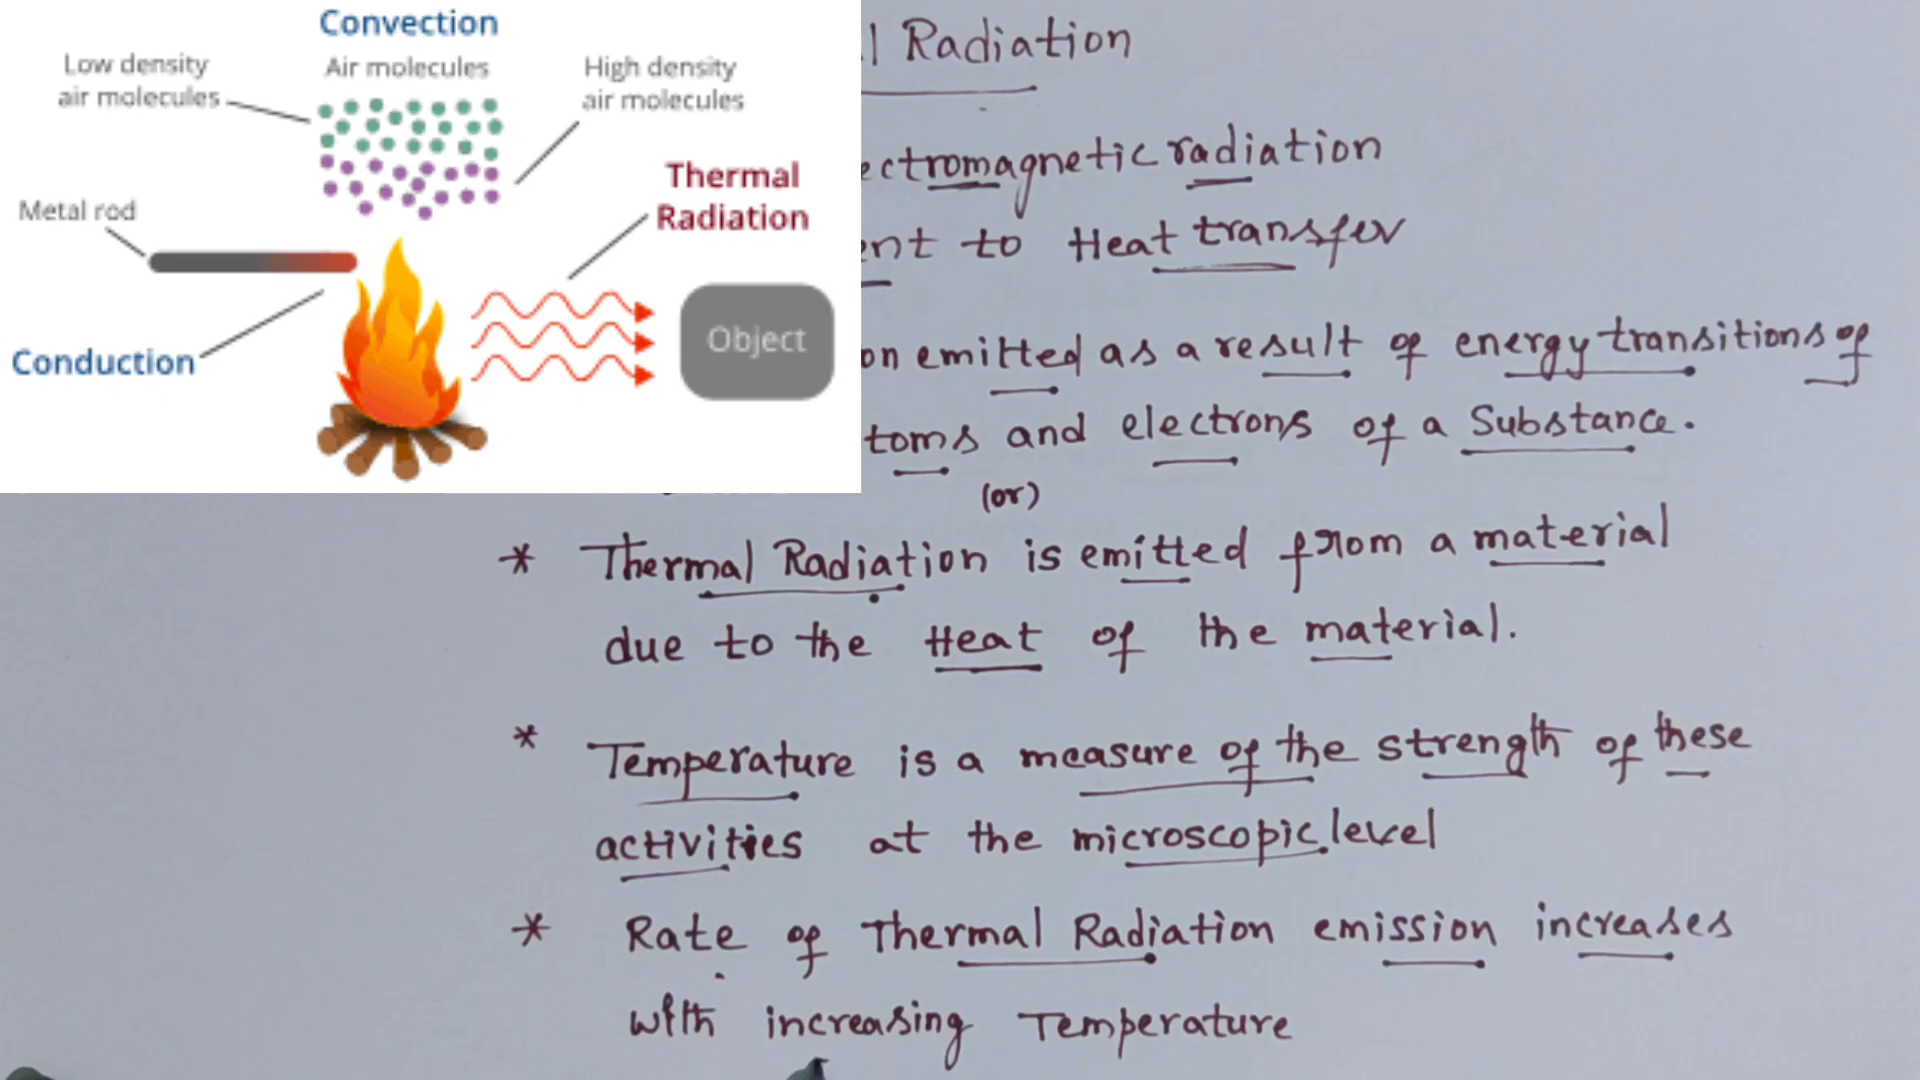 Convection
Low density
air molecules
Air molecules
High density
air molecules
Metal rod
Thermal
Radiation
Conduction
Object
Radiation
ectromagnetic radiation
ent to Heat transfer
on emitted as a result of energy transitions of
toms and electrons of a Substance.
(or)
* Thermal Radiation is emitted from a material
due to the Heat of the material.
* Temperature is a measure of the strength of these
activities at the microscopic level
* Rate of Thermal Radiation emission increases
with increasing Temperature